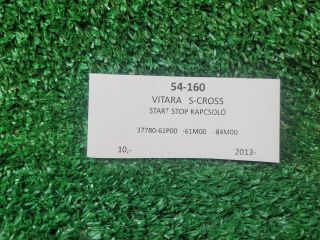 54-160
VITARA S-CROSS
START STOP KAPCSOLÓ
37780-61P00 -61M00 -84M00
10,- 2013-